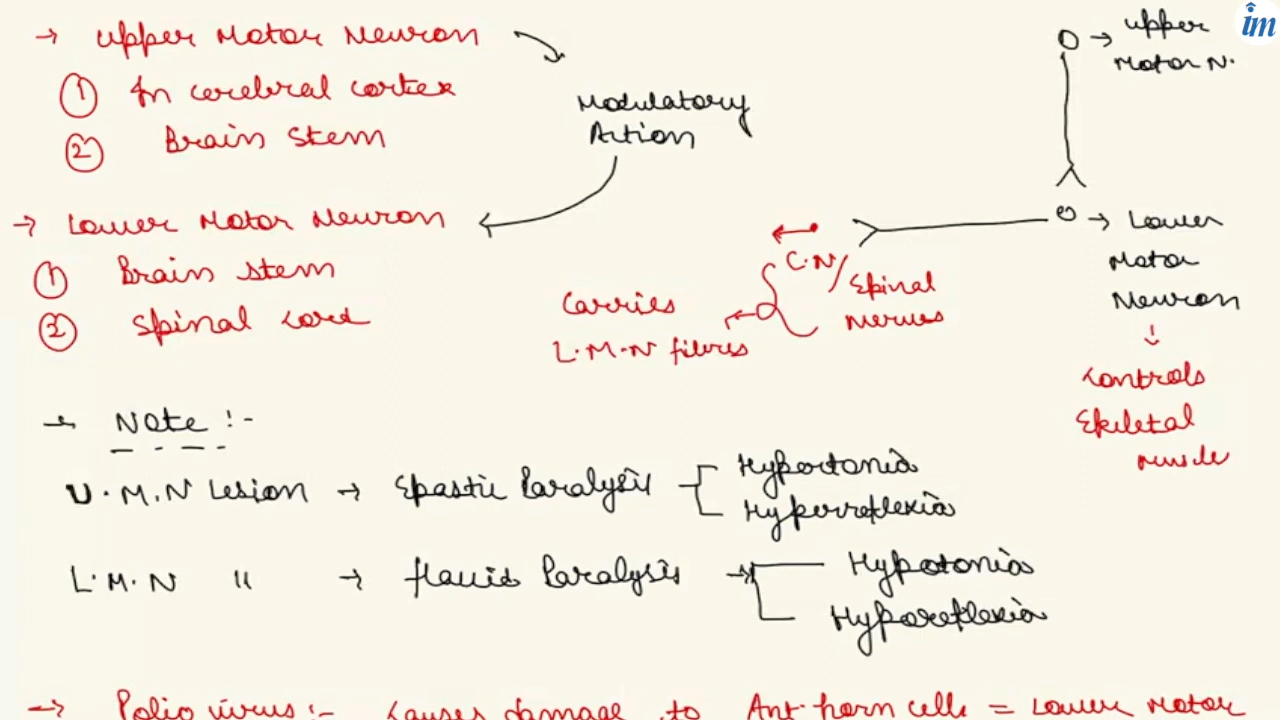 → Upper Motor Neuron
① In cerebral cortex
② Brain Stem
Modulatory
Action
→ Lower Motor Neuron
① Brain stem
② Spinal cord
→ Upper
Motor N.
→ Lower
Motor
Neuron
Controls
Skeletal
Muscle
C.N/
Spinal
nerves
Carries
L.M.N fibres
→ Note :-
U.M.N Lesion → Spastic Paralysis
Hypertonia
Hyperreflexia
L.M.N " → flaccid Paralysis →
Hypotonia
Hyporeflexia
→ Polio virus :- Causes damage to Ant. horn cells = Lower Motor
im